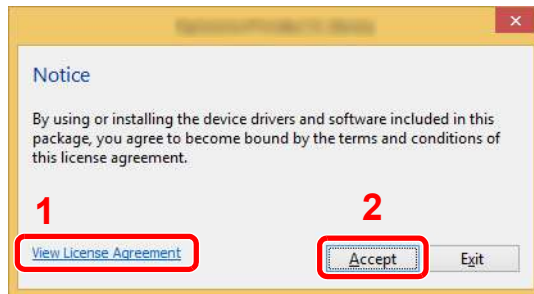 Notice
By using or installing the device drivers and software included in this
package, you agree to become bound by the terms and conditions of
this license agreement.
1
2
View License Agreement
Accept
Exit